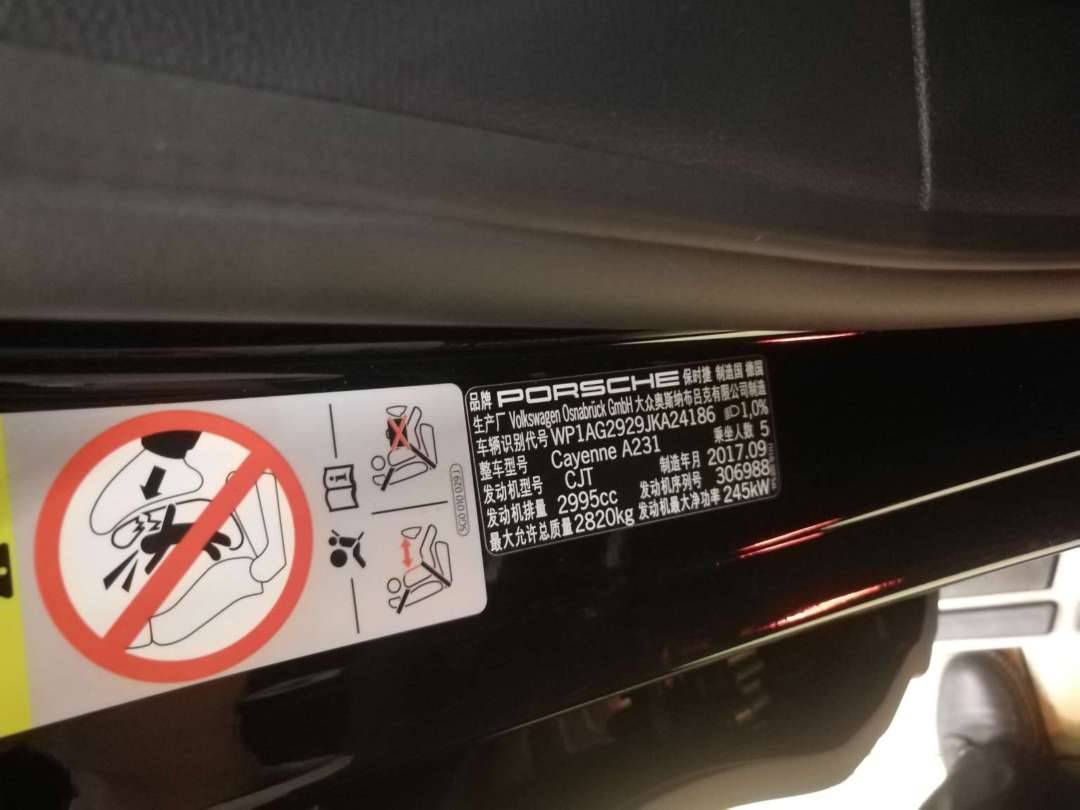 品牌 PORSCHE 保时捷 制造国 德国
生产厂 Volkswagen Osnabrück GmbH 大众奥斯纳布吕克有限公司制造
车辆识别代号 WP1AG2929JKA24186 1,0%
整车型号 Cayenne A231 乘坐人数 5
发动机型号 CJT 制造年月 2017.09
发动机排量 2995cc 发动机序列号 306988
最大允许总质量 2820kg 发动机最大净功率 245kW
5G0 010 029 J